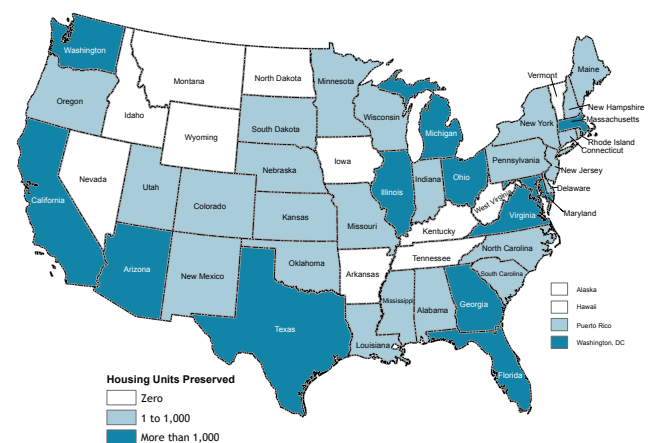 Washington
Montana
North Dakota
Minnesota
Vermont
Maine
Oregon
Idaho
Wyoming
South Dakota
Wisconsin
Michigan
New York
New Hampshire
Massachusetts
Rhode Island
Connecticut
Nevada
Utah
Nebraska
Iowa
Illinois
Indiana
Ohio
Pennsylvania
New Jersey
Delaware
Maryland
California
Colorado
Kansas
Missouri
Kentucky
West Virginia
Virginia
Arizona
New Mexico
Oklahoma
Arkansas
Tennessee
North Carolina
South Carolina
Texas
Louisiana
Mississippi
Alabama
Georgia
Florida
Alaska
Hawaii
Puerto Rico
Washington, DC
Housing Units Preserved
Zero
1 to 1,000
More than 1,000